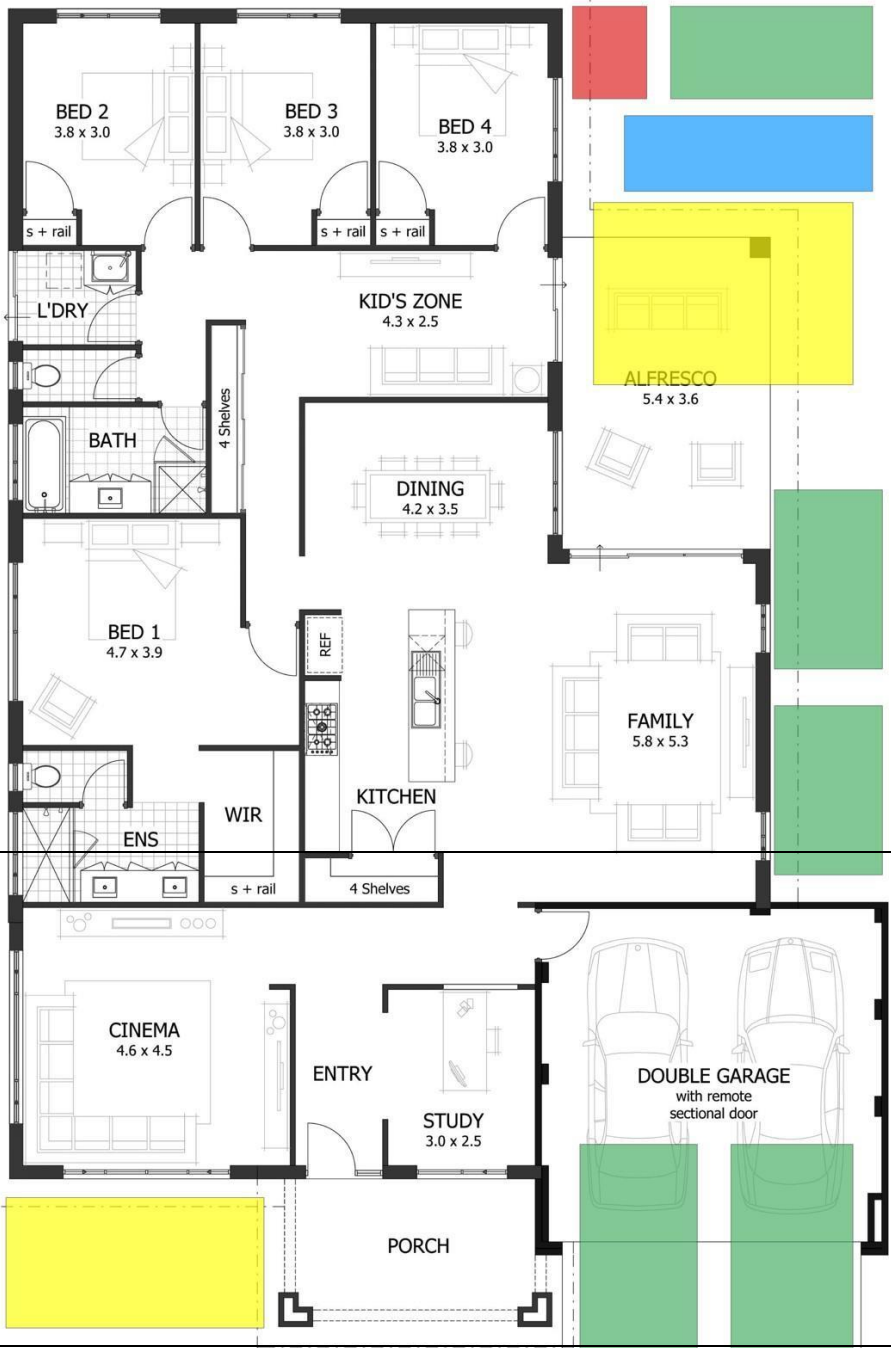 BED 2
3.8 x 3.0
BED 3
3.8 x 3.0
BED 4
3.8 x 3.0
s + rail
s + rail
s + rail
L'DRY
KID'S ZONE
4.3 x 2.5
ALFRESCO
5.4 x 3.6
4 Shelves
BATH
DINING
4.2 x 3.5
BED 1
4.7 x 3.9
REF
FAMILY
5.8 x 5.3
KITCHEN
WIR
ENS
s + rail
4 Shelves
CINEMA
4.6 x 4.5
ENTRY
STUDY
3.0 x 2.5
DOUBLE GARAGE
with remote
sectional door
PORCH